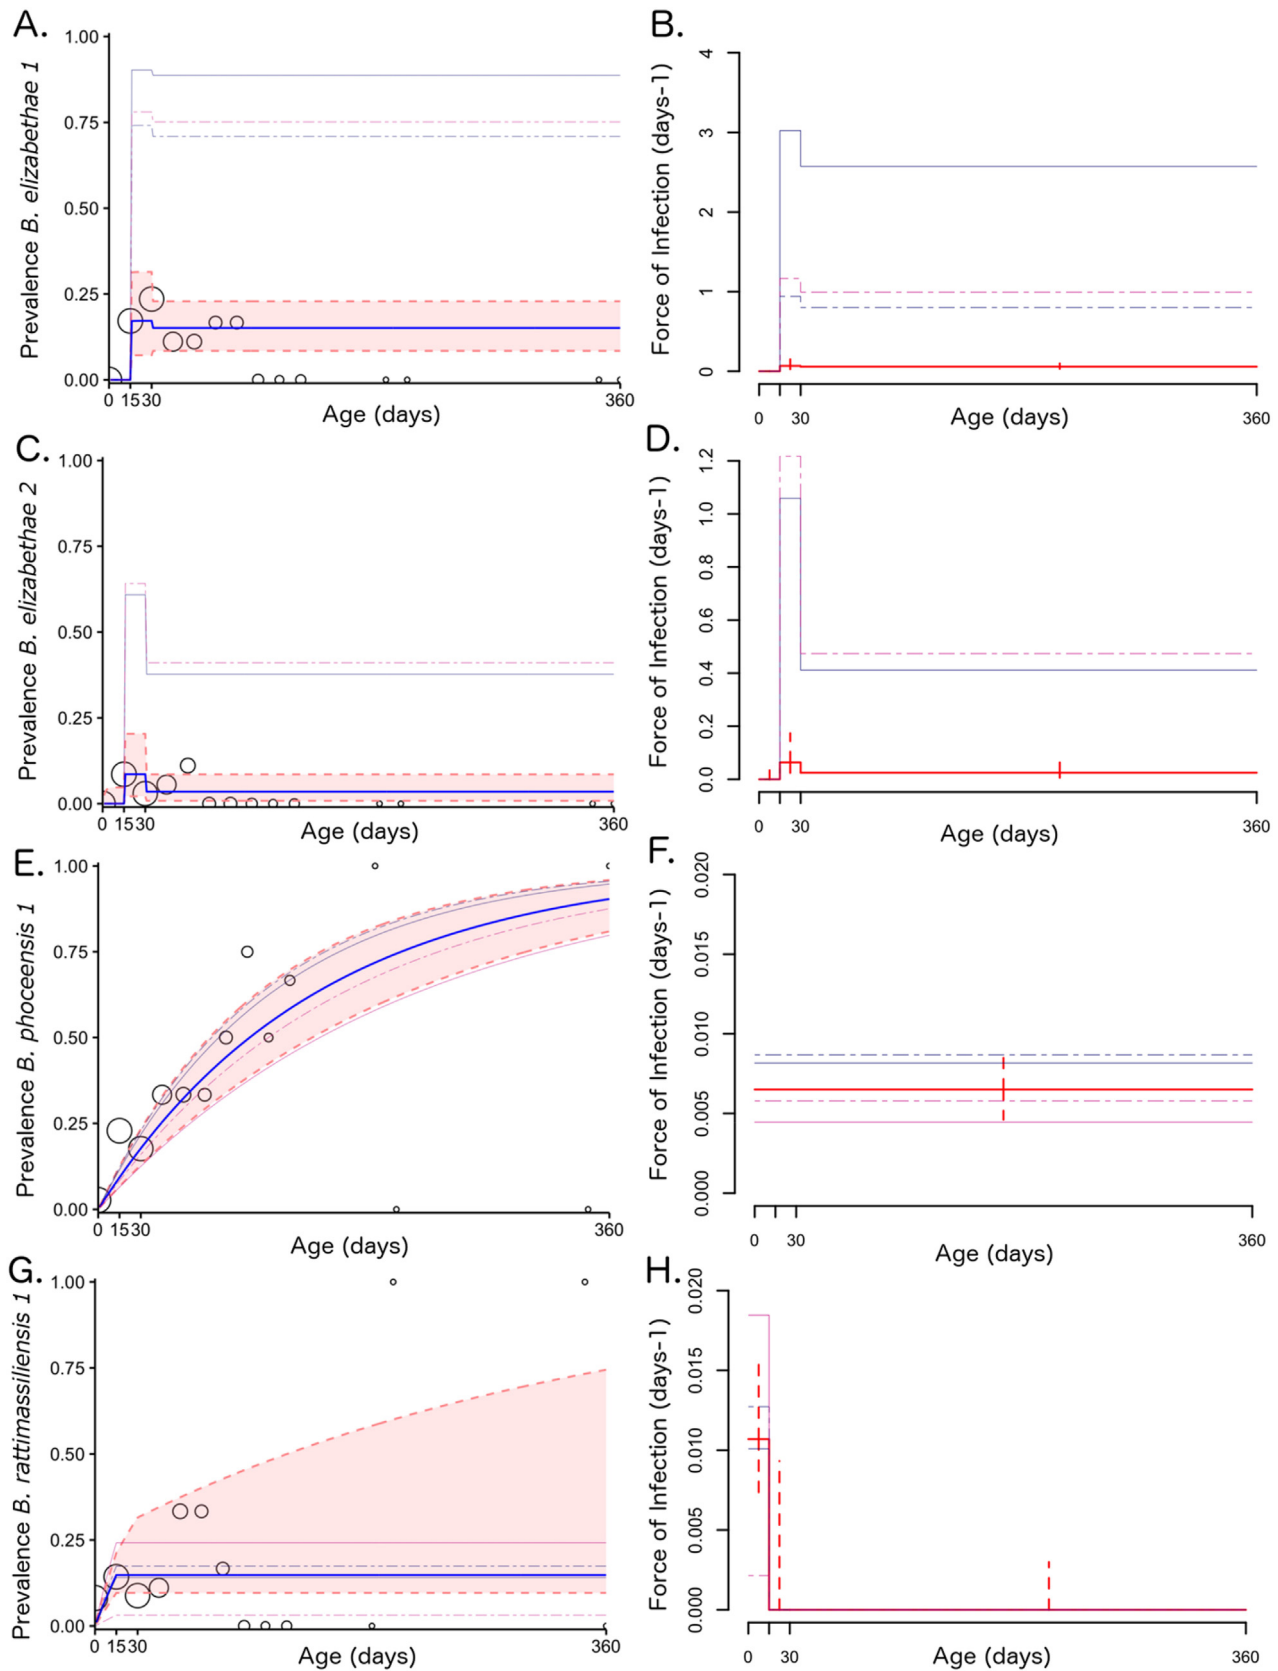 A.
Prevalence B. elizabethae 1
1.00
0.75
0.50
0.25
0.00
0 1530 360
Age (days)
B.
Force of Infection (days-1)
4
3
2
1
0
0 30 360
Age (days)
C.
Prevalence B. elizabethae 2
1.00
0.75
0.50
0.25
0.00
0 1530 360
Age (days)
D.
Force of Infection (days-1)
1.2
1.0
0.8
0.6
0.4
0.2
0.0
0 30 360
Age (days)
E.
Prevalence B. phoceensis 1
1.00
0.75
0.50
0.25
0.00
0 1530 360
Age (days)
F.
Force of Infection (days-1)
0.020
0.015
0.010
0.005
0.000
0 30 360
Age (days)
G.
Prevalence B. rattimassiliensis 1
1.00
0.75
0.50
0.25
0.00
0 1530 360
Age (days)
H.
Force of Infection (days-1)
0.020
0.015
0.010
0.005
0.000
0 30 360
Age (days)